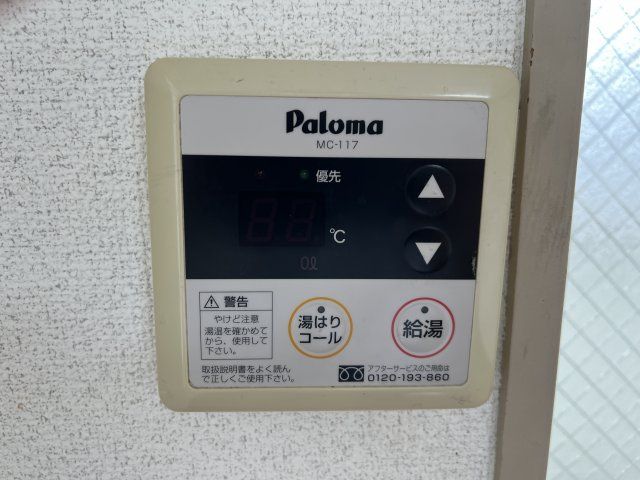 Paloma
MC-117
優先
88
℃
0ℓ
警告
やけど注意
湯温を確かめて
から、使用して
下さい。
取扱説明書をよく読ん
で正しくご使用下さい。
湯はり
コール
給湯
アフターサービスのご用命は
0120-193-860